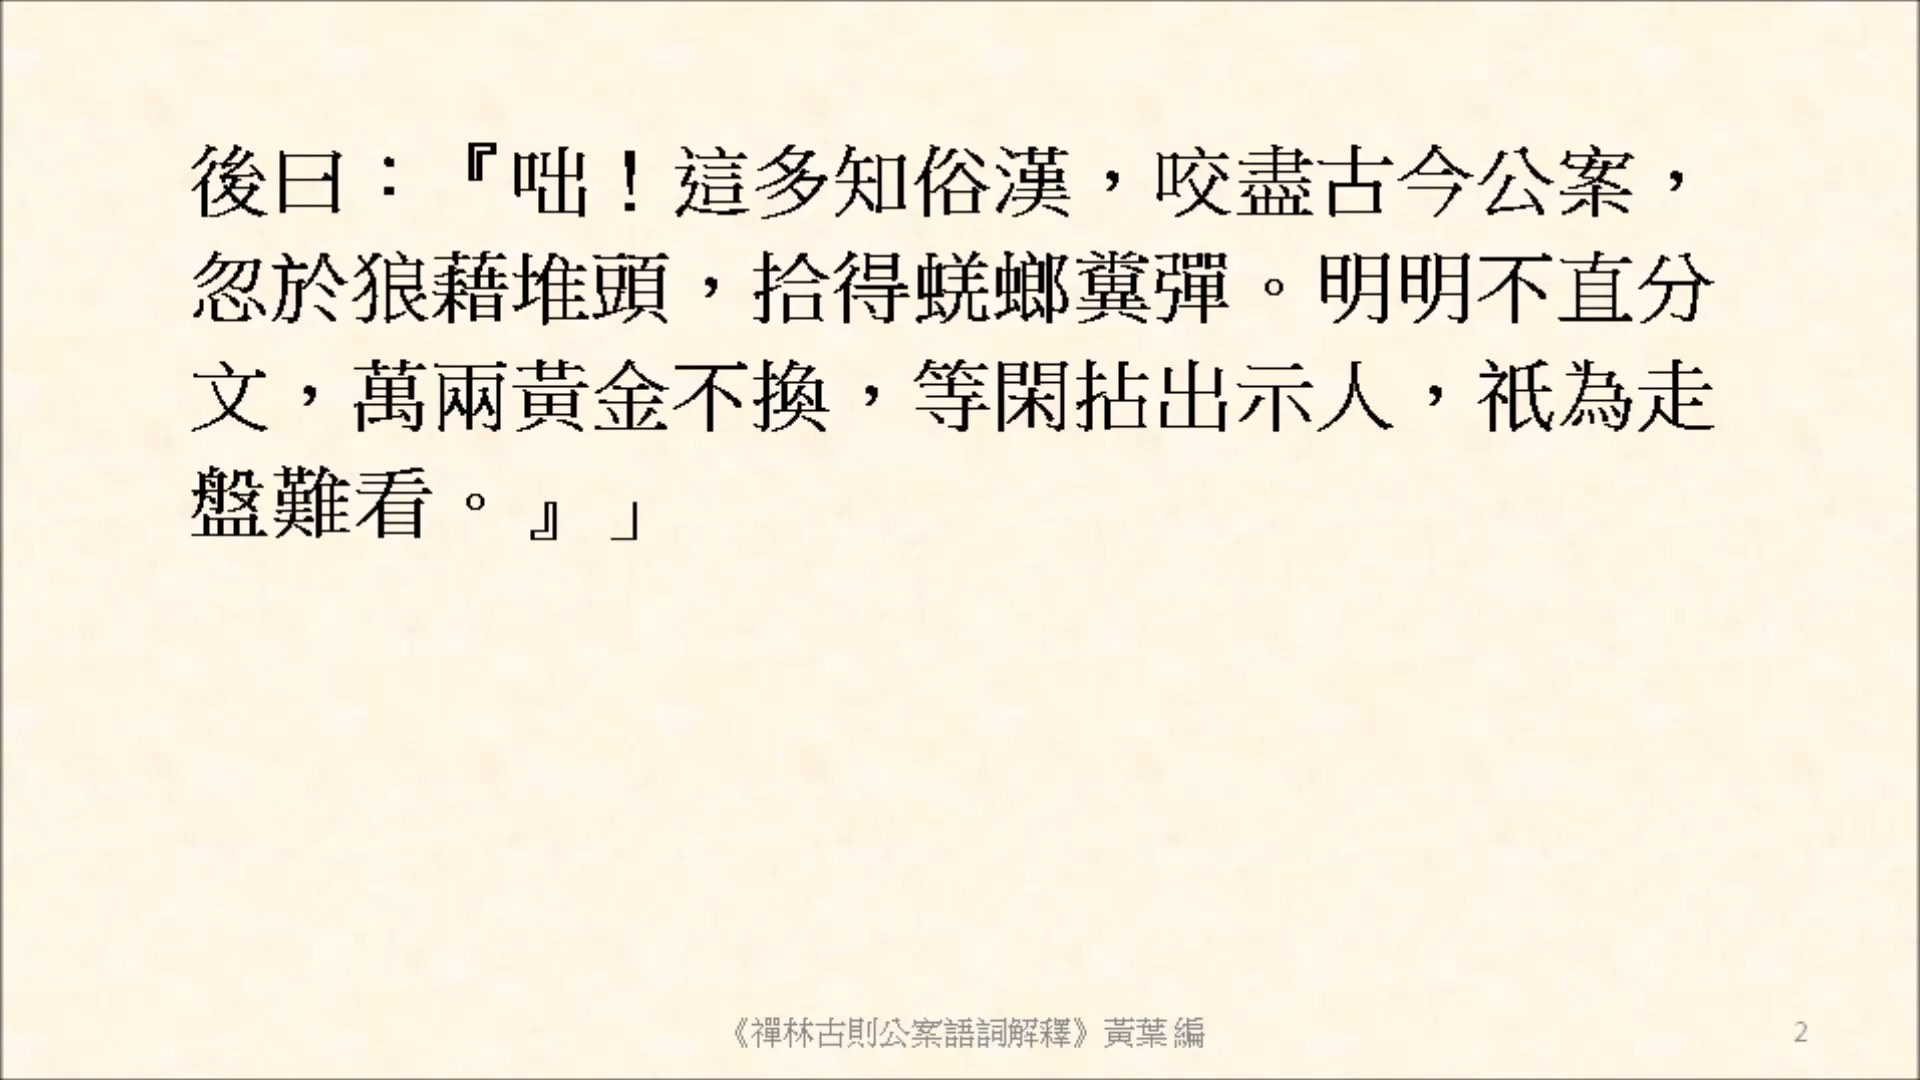 後曰：『咄！這多知俗漢，咬盡古今公案，
忽於狼藉堆頭，拾得蜣螂糞彈。明明不直分
文，萬兩黃金不換，等閑拈出示人，祇為走
盤難看。』」
《禪林古則公案語詞解釋》黃葉 編
2